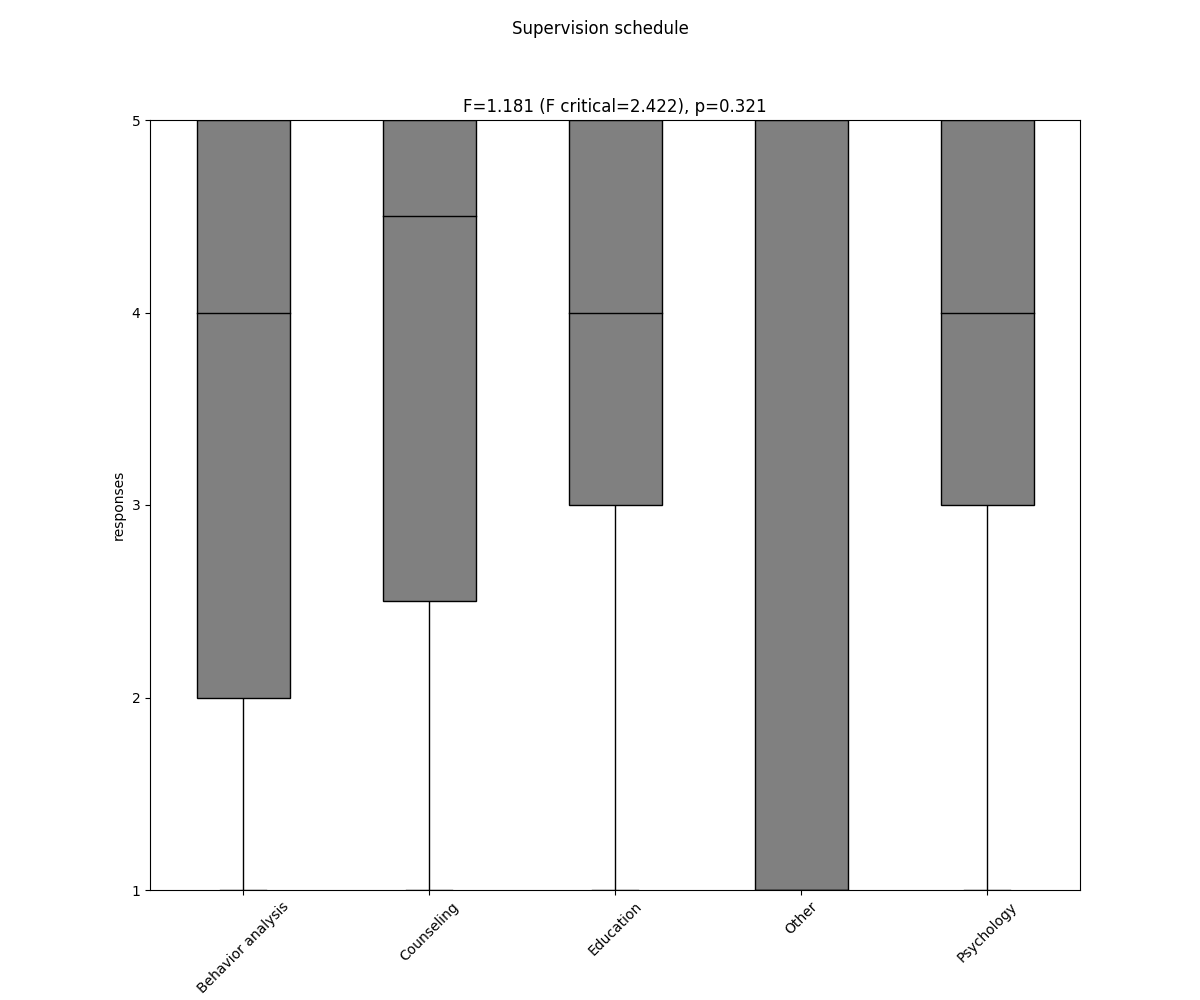 Supervision schedule
F=1.181 (F critical=2.422), p=0.321
5
4
3
2
1
responses
Behavior analysis
Counseling
Education
Other
Psychology